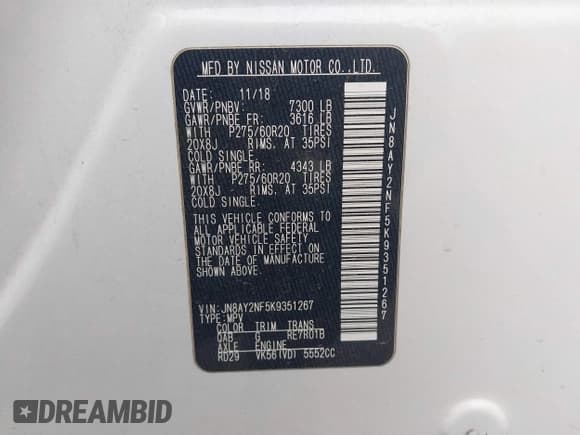 MFD BY NISSAN MOTOR CO.,LTD.
DATE: 11/18
GVWR/PNBV: 7300 LB
GAWR/PNBE FR: 3616 LB
WITH P275/60R20 TIRES
20X8J - RIMS. AT 35PSI
COLD SINGLE.
GAWR/PNBE RR: 4343 LB
WITH P275/60R20 TIRES
20X8J - RIMS. AT 35PSI
COLD SINGLE.
THIS VEHICLE CONFORMS TO
ALL APPLICABLE FEDERAL
MOTOR VEHICLE SAFETY
STANDARDS IN EFFECT ON
THE DATE OF MANUFACTURE
SHOWN ABOVE.
VIN:JN8AY2NF5K9351267
TYPE:MPV
COLOR TRIM TRANS
QAB G RE7R01B
AXLE ENGINE
RD29 VK56(VD) 5552CC
JN8AY2NF5K9351267
DREAMBID